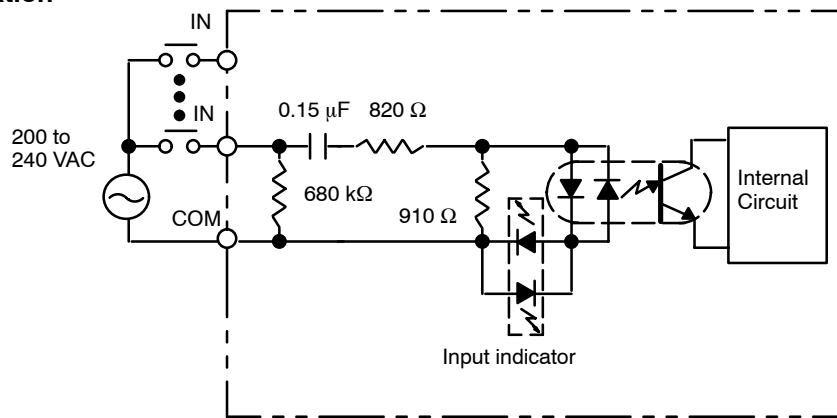 IN
IN
0.15 μF 820 Ω
200 to
240 VAC
680 kΩ
COM
910 Ω
Internal
Circuit
Input indicator